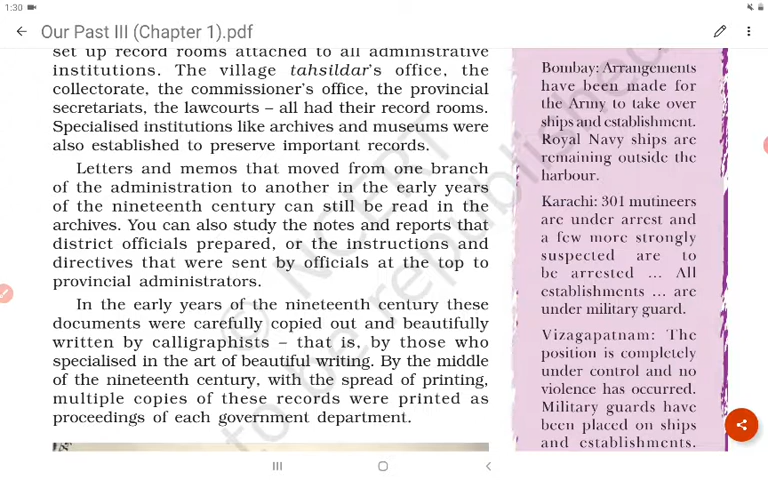 1:30
Our Past III (Chapter 1).pdf
set up record rooms attached to all administrative
institutions. The village tahsildar's office, the
collectorate, the commissioner's office, the provincial
secretariats, the lawcourts – all had their record rooms.
Specialised institutions like archives and museums were
also established to preserve important records.
Letters and memos that moved from one branch
of the administration to another in the early years
of the nineteenth century can still be read in the
archives. You can also study the notes and reports that
district officials prepared, or the instructions and
directives that were sent by officials at the top to
provincial administrators.
In the early years of the nineteenth century these
documents were carefully copied out and beautifully
written by calligraphists – that is, by those who
specialised in the art of beautiful writing. By the middle
of the nineteenth century, with the spread of printing,
multiple copies of these records were printed as
proceedings of each government department.
Bombay: Arrangements
have been made for
the Army to take over
ships and establishment.
Royal Navy ships are
remaining outside the
harbour.
Karachi: 301 mutineers
are under arrest and
a few more strongly
suspected are to
be arrested ... All
establishments ... are
under military guard.
Vizagapatnam: The
position is completely
under control and no
violence has occurred.
Military guards have
been placed on ships
and establishments.
© NCERT
to be republished